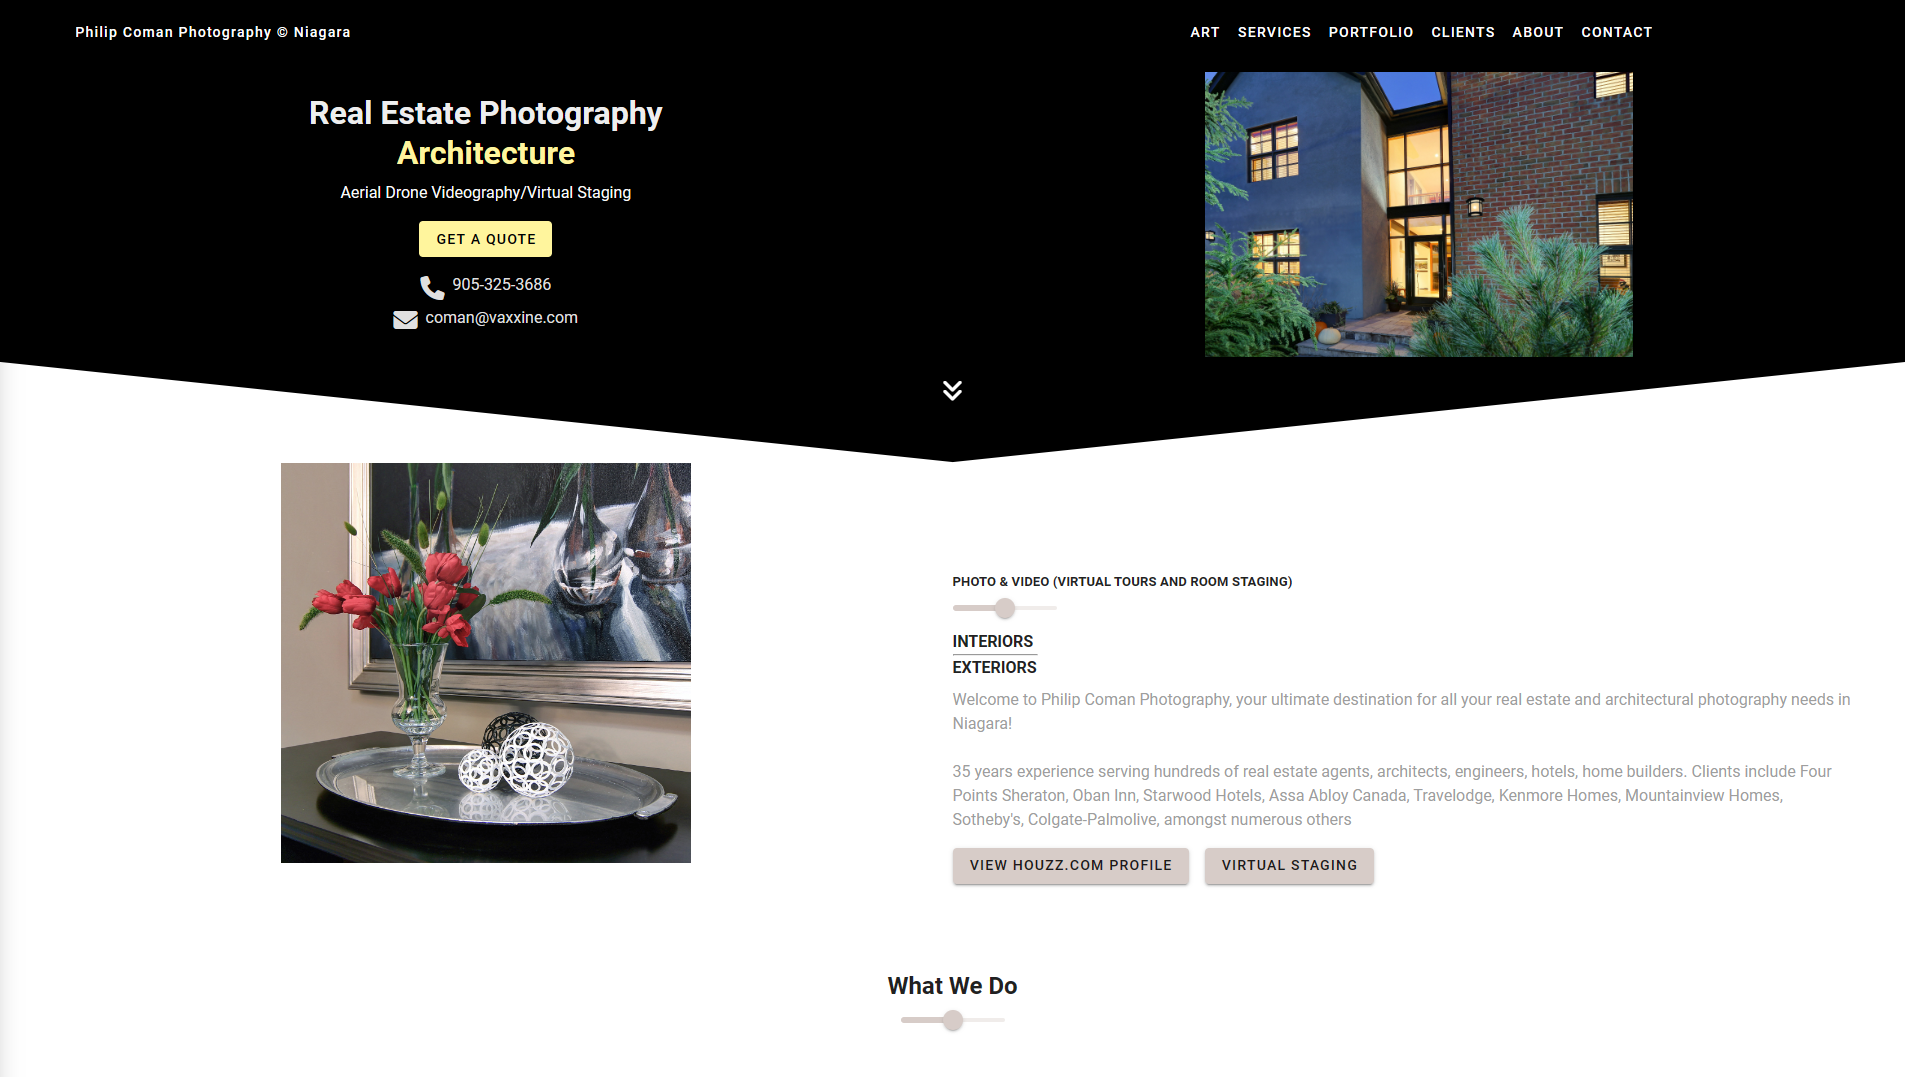 Philip Coman Photography © Niagara
ART SERVICES PORTFOLIO CLIENTS ABOUT CONTACT
Real Estate Photography
Architecture
Aerial Drone Videography/Virtual Staging
GET A QUOTE
905-325-3686
coman@vaxxine.com
PHOTO & VIDEO (VIRTUAL TOURS AND ROOM STAGING)
INTERIORS
EXTERIORS
Welcome to Philip Coman Photography, your ultimate destination for all your real estate and architectural photography needs in
Niagara!
35 years experience serving hundreds of real estate agents, architects, engineers, hotels, home builders. Clients include Four
Points Sheraton, Oban Inn, Starwood Hotels, Assa Abloy Canada, Travelodge, Kenmore Homes, Mountainview Homes,
Sotheby's, Colgate-Palmolive, amongst numerous others
VIEW HOUZZ.COM PROFILE VIRTUAL STAGING
What We Do